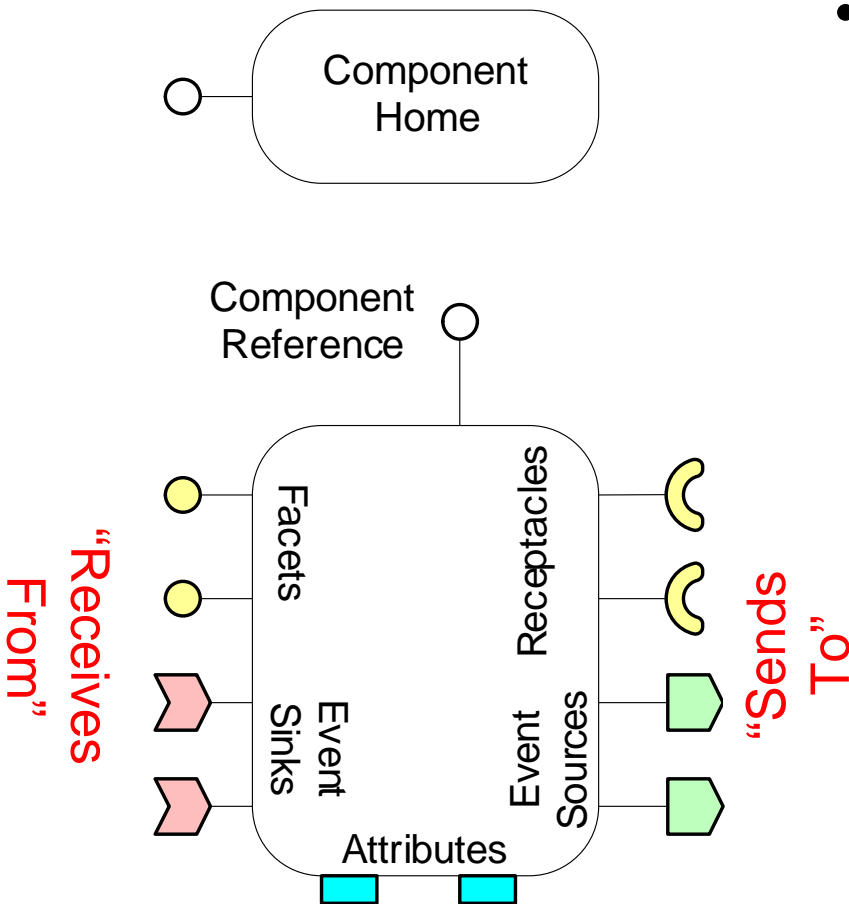 •
Component
Home
Component
Reference
Facets
Receptacles
“Receives
From”
“Sends
To”
Event
Sinks
Event
Sources
Attributes